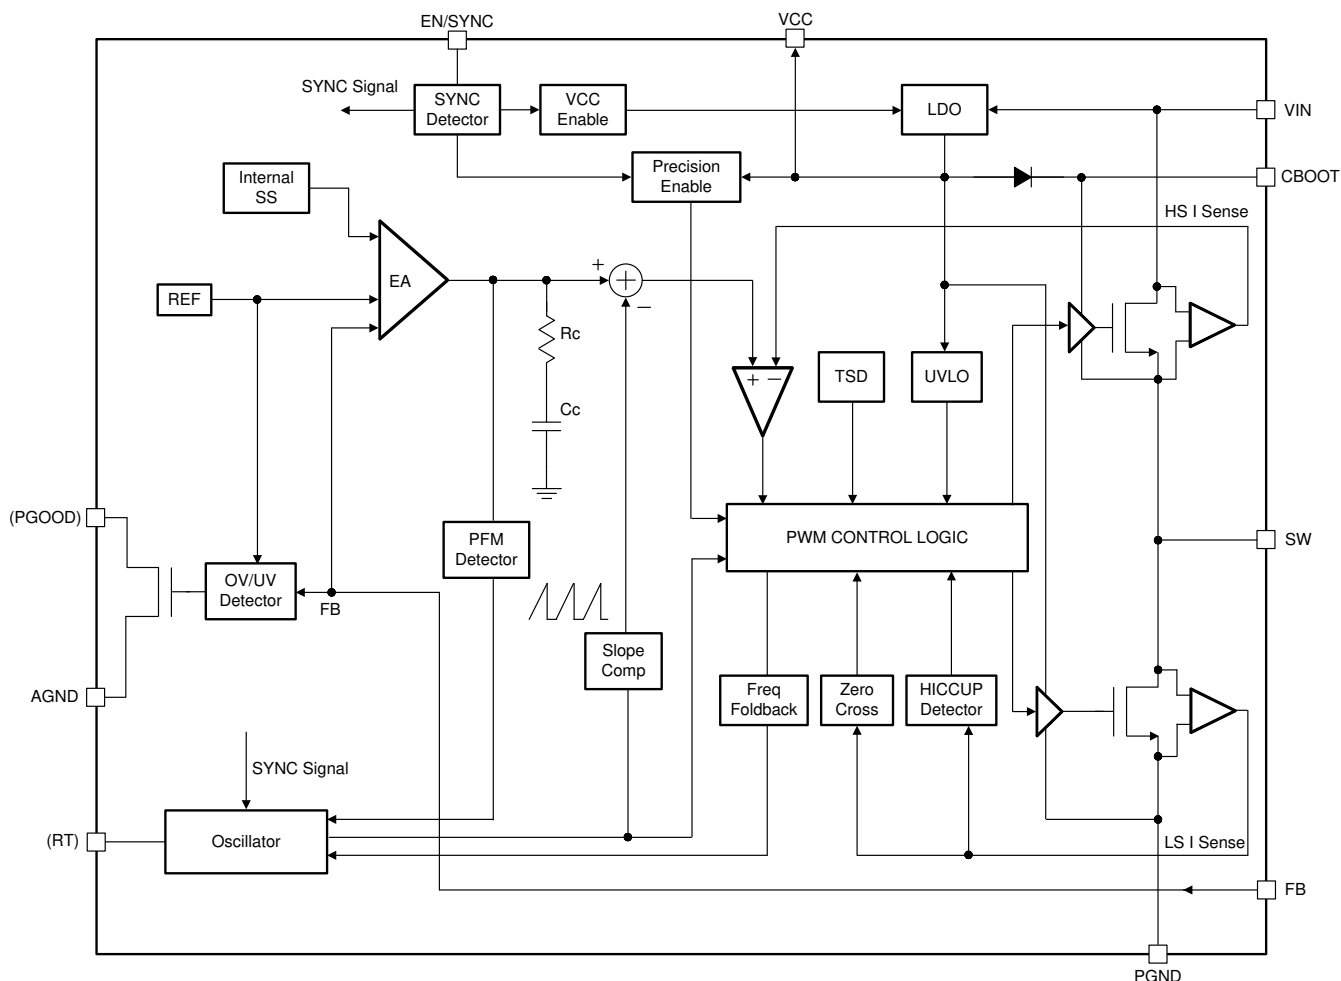 EN/SYNC
VCC
SYNC Signal
SYNC
Detector
VCC
Enable
LDO
VIN
Internal
SS
Precision
Enable
CBOOT
HS I Sense
EA
+
+
−
REF
Rc
+ −
TSD
UVLO
Cc
(PGOOD)
PFM
Detector
PWM CONTROL LOGIC
SW
OV/UV
Detector
FB
Slope
Comp
AGND
Freq
Foldback
Zero
Cross
HICCUP
Detector
SYNC Signal
(RT)
Oscillator
LS I Sense
FB
PGND